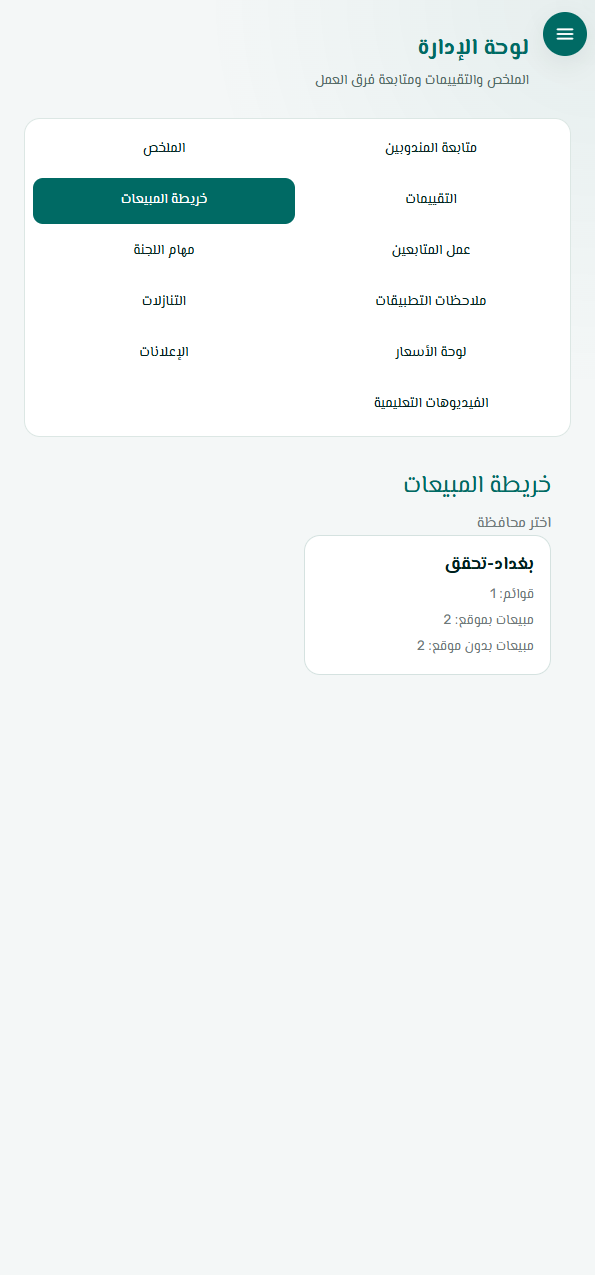 لوحة الإدارة
الملخص والتقييمات ومتابعة فرق العمل
متابعة المندوبين
الملخص
التقييمات
خريطة المبيعات
عمل المتابعين
مهام اللجنة
ملاحظات التطبيقات
التنازلات
لوحة الأسعار
الإعلانات
الفيديوهات التعليمية
خريطة المبيعات
اختر محافظة
بغداد-تحقق
قوائم: 1
مبيعات بموقع: 2
مبيعات بدون موقع: 2